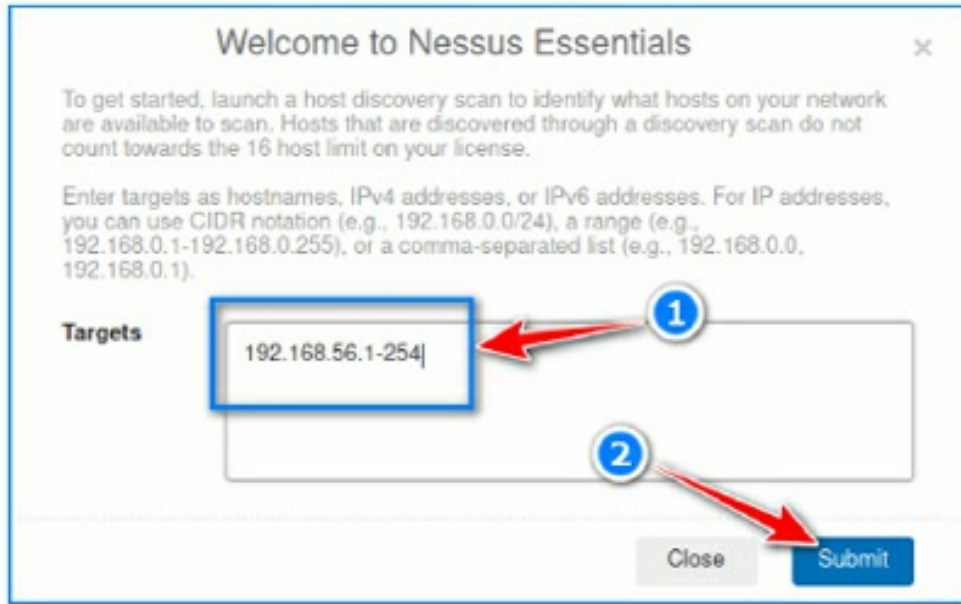 Welcome to Nessus Essentials
×
To get started, launch a host discovery scan to identify what hosts on your network
are available to scan. Hosts that are discovered through a discovery scan do not
count towards the 16 host limit on your license.
Enter targets as hostnames, IPv4 addresses, or IPv6 addresses. For IP addresses,
you can use CIDR notation (e.g., 192.168.0.0/24), a range (e.g.,
192.168.0.1-192.168.0.255), or a comma-separated list (e.g., 192.168.0.0,
192.168.0.1).
1
Targets
192.168.56.1-254
2
Close Submit